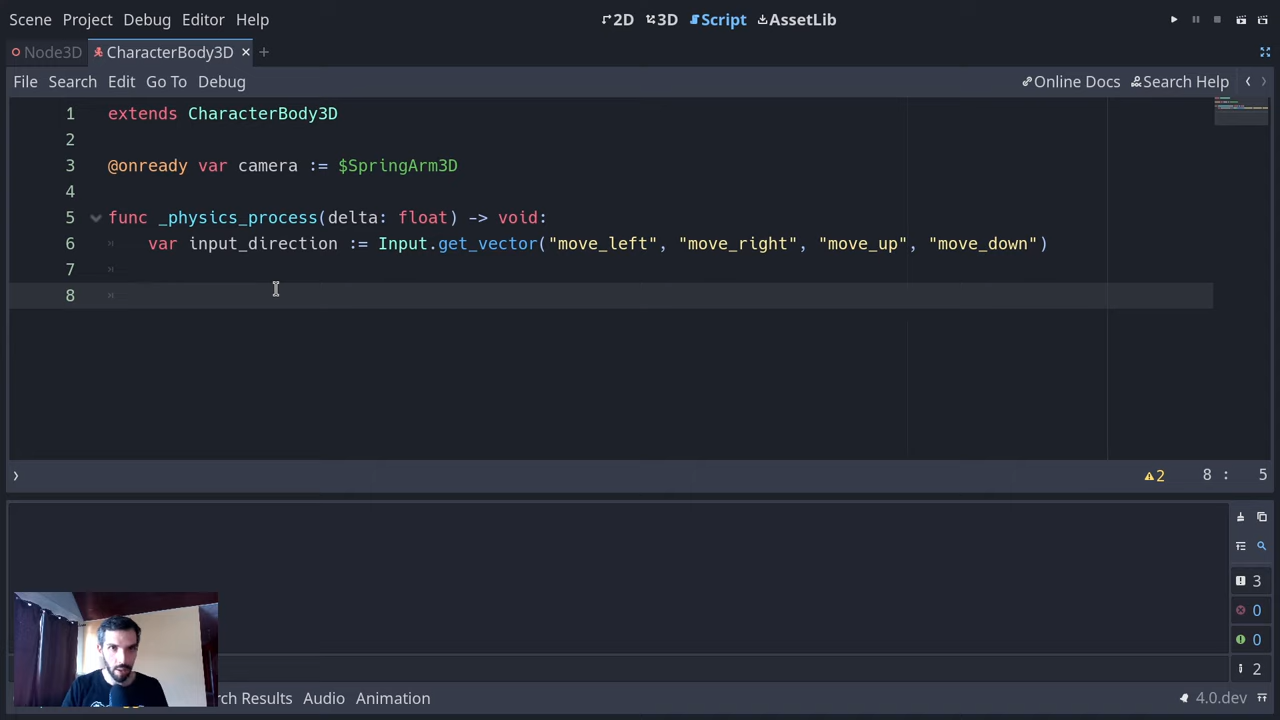 Scene Project Debug Editor Help 2D 3D Script AssetLib
Node3D CharacterBody3D
File Search Edit Go To Debug Online Docs Search Help
1 extends CharacterBody3D
2
3 @onready var camera := $SpringArm3D
4
5 func _physics_process(delta: float) -> void:
6 var input_direction := Input.get_vector("move_left", "move_right", "move_up", "move_down")
7
8
2 8 : 5
3
0
0
2
rch Results Audio Animation 4.0.dev